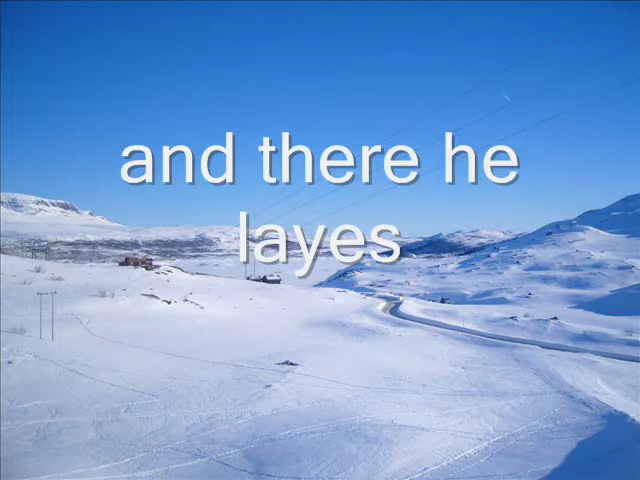 and there he
layes